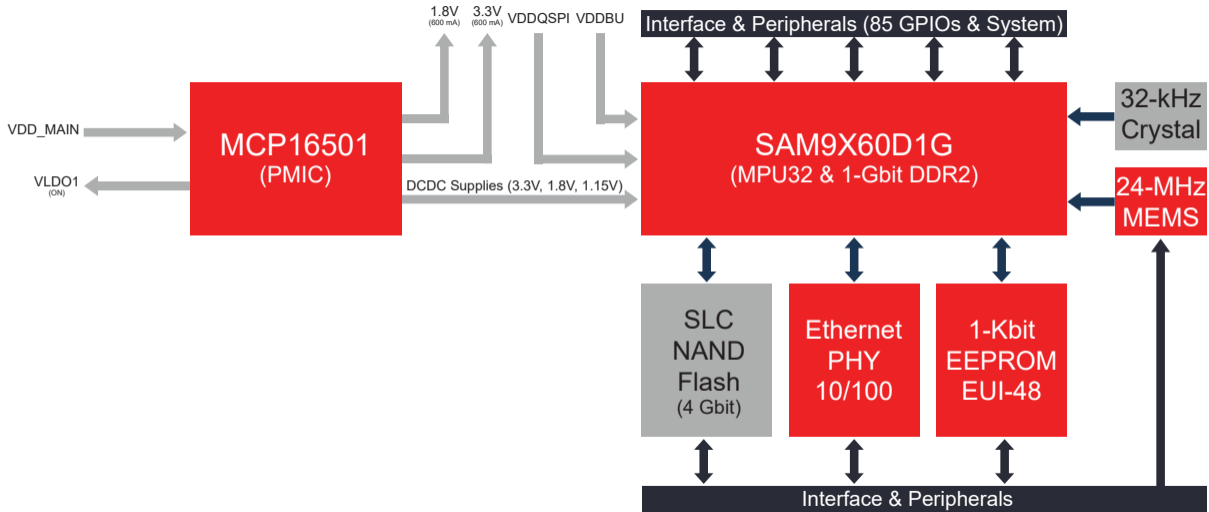 1.8V
(600 mA)
3.3V
(600 mA)
VDDQSPI
VDDBU
Interface & Peripherals (85 GPIOs & System)
VDD_MAIN
VLDO1
(ON)
MCP16501
(PMIC)
DCDC Supplies (3.3V, 1.8V, 1.15V)
SAM9X60D1G
(MPU32 & 1-Gbit DDR2)
32-kHz
Crystal
24-MHz
MEMS
SLC
NAND
Flash
(4 Gbit)
Ethernet
PHY
10/100
1-Kbit
EEPROM
EUI-48
Interface & Peripherals